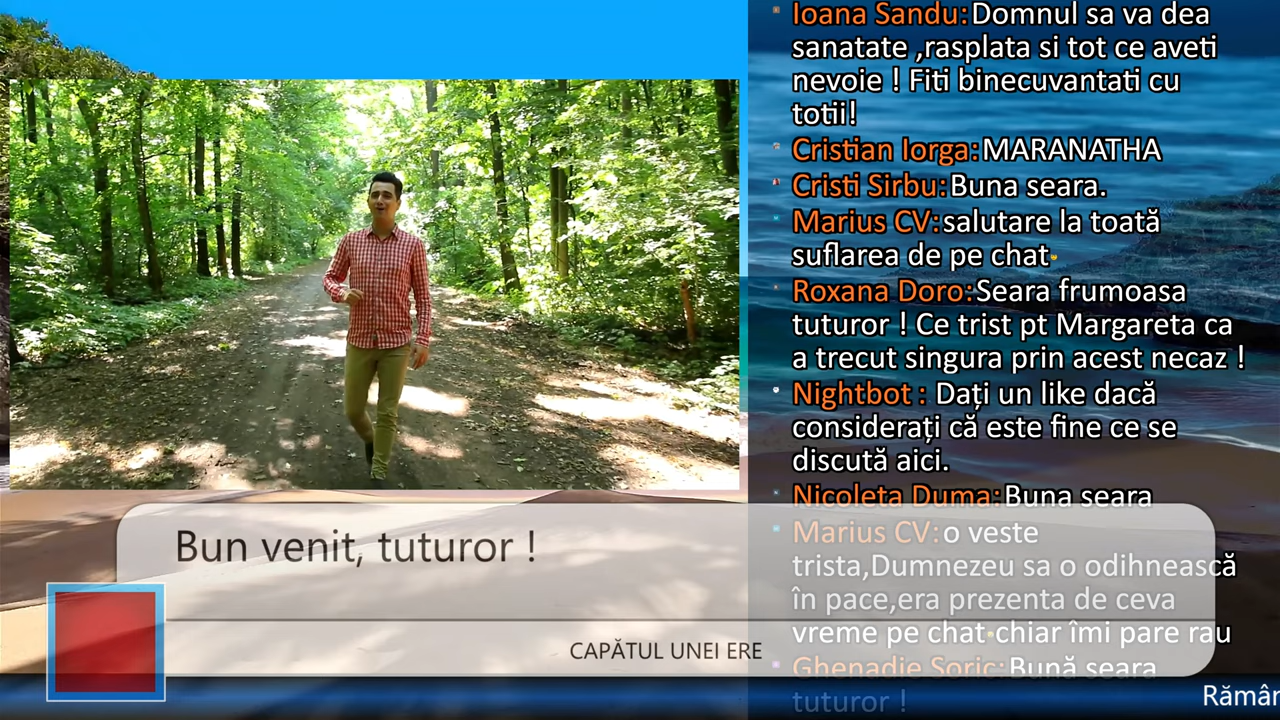 Ioana Sandu:Domnul sa va dea
sanatate ,rasplata si tot ce aveti
nevoie ! Fiti binecuvantati cu
totii!
Cristian Iorga:MARANATHA
Cristi Sirbu:Buna seara.
Marius CV:salutare la toată
suflarea de pe chat
Roxana Doro:Seara frumoasa
tuturor ! Ce trist pt Margareta ca
a trecut singura prin acest necaz !
Nightbot : Dați un like dacă
considerați că este fine ce se
discută aici.
Nicoleta Duma:Buna seara
Marius CV:o veste
trista,Dumnezeu sa o odihnească
în pace,era prezenta de ceva
vreme pe chat chiar îmi pare rau
Ghenadie Soric:Bună seara
tuturor !
Bun venit, tuturor !
CAPĂTUL UNEI ERE